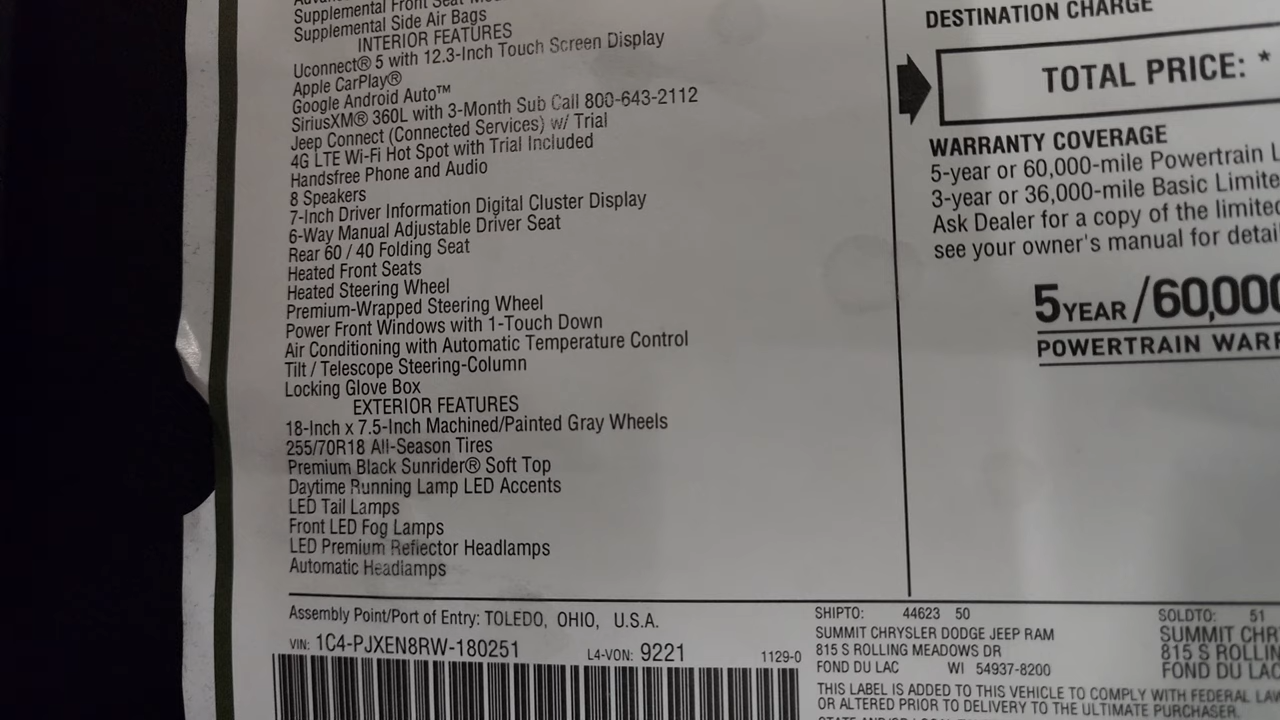 Supplemental Front Seat
Supplemental Side Air Bags
INTERIOR FEATURES
Uconnect® 5 with 12.3-Inch Touch Screen Display
Apple CarPlay®
Google Android Auto™
SiriusXM® 360L with 3-Month Sub Call 800-643-2112
Jeep Connect (Connected Services) w/ Trial
4G LTE Wi-Fi Hot Spot with Trial Included
Handsfree Phone and Audio
8 Speakers
7-Inch Driver Information Digital Cluster Display
6-Way Manual Adjustable Driver Seat
Rear 60 / 40 Folding Seat
Heated Front Seats
Heated Steering Wheel
Premium-Wrapped Steering Wheel
Power Front Windows with 1-Touch Down
Air Conditioning with Automatic Temperature Control
Tilt / Telescope Steering-Column
Locking Glove Box
EXTERIOR FEATURES
18-Inch x 7.5-Inch Machined/Painted Gray Wheels
255/70R18 All-Season Tires
Premium Black Sunrider® Soft Top
Daytime Running Lamp LED Accents
LED Tail Lamps
Front LED Fog Lamps
LED Premium Reflector Headlamps
Automatic Headlamps
DESTINATION CHARGE
TOTAL PRICE: *
WARRANTY COVERAGE
5-year or 60,000-mile Powertrain L
3-year or 36,000-mile Basic Limite
Ask Dealer for a copy of the limited
see your owner's manual for detai
5YEAR/60,000
POWERTRAIN WARR
Assembly Point/Port of Entry: TOLEDO, OHIO, U.S.A.
VIN: 1C4-PJXEN8RW-180251
L4-VON: 9221
1129-0
SHIPTO: 44623 50
SUMMIT CHRYSLER DODGE JEEP RAM
815 S ROLLING MEADOWS DR
FOND DU LAC WI 54937-8200
SOLDTO: 51
SUMMIT CHR
815 S ROLLIN
FOND DU LAC
THIS LABEL IS ADDED TO THIS VEHICLE TO COMPLY WITH FEDERAL LA
OR ALTERED PRIOR TO DELIVERY TO THE ULTIMATE PURCHASER.